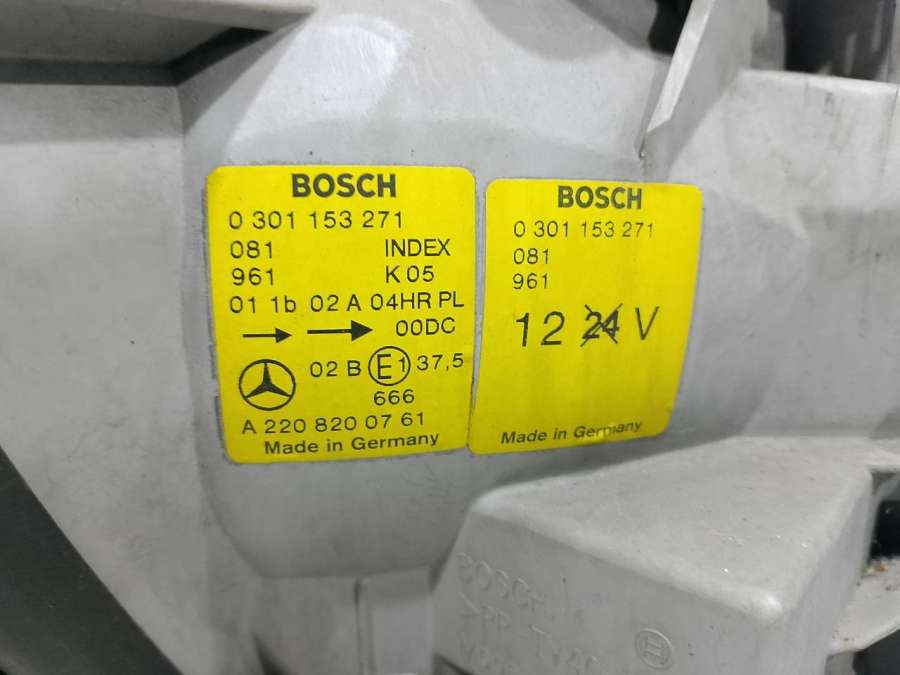 BOSCH
0 301 153 271
081 INDEX
961 K 05
01 1b 02 A 04HR PL
00DC
02 B E1 37,5
666
A 220 820 07 61
Made in Germany
BOSCH
0 301 153 271
081
961
12 24 V
Made in Germany
BOSCH
>PP